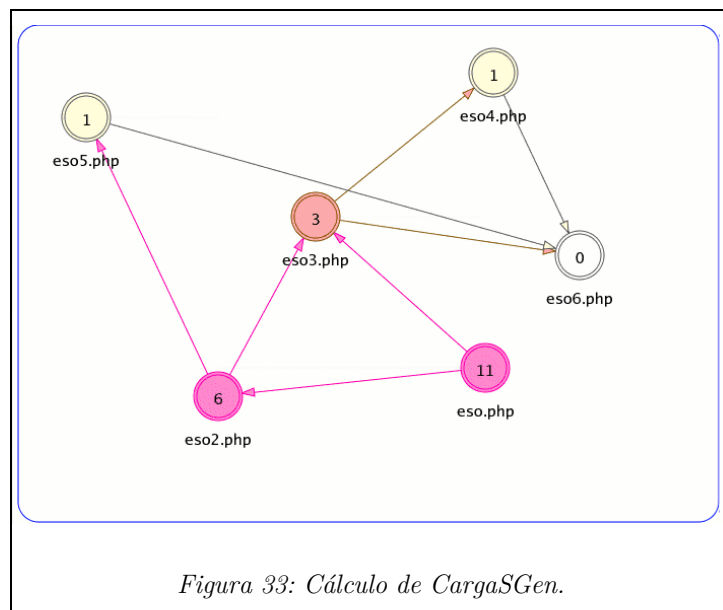 1
eso4.php
1
eso5.php
3
eso3.php
0
eso6.php
11
eso.php
6
eso2.php
Figura 33: Cálculo de CargaSGen.